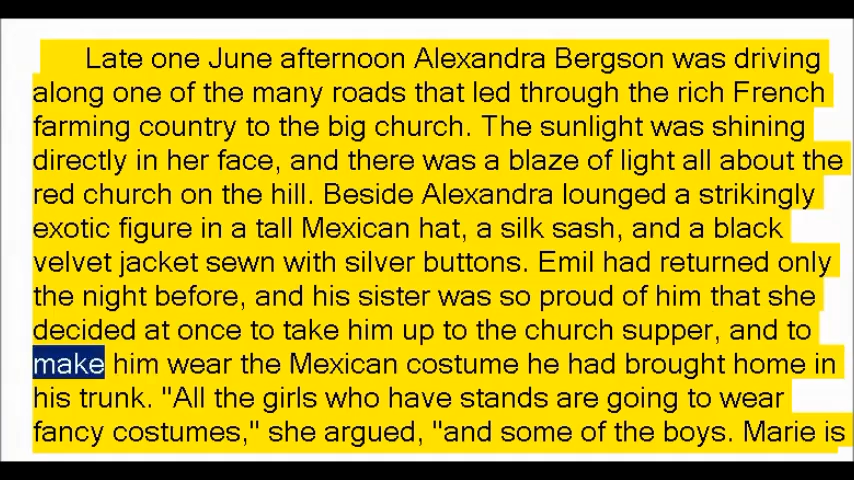 Late one June afternoon Alexandra Bergson was driving
along one of the many roads that led through the rich French
farming country to the big church. The sunlight was shining
directly in her face, and there was a blaze of light all about the
red church on the hill. Beside Alexandra lounged a strikingly
exotic figure in a tall Mexican hat, a silk sash, and a black
velvet jacket sewn with silver buttons. Emil had returned only
the night before, and his sister was so proud of him that she
decided at once to take him up to the church supper, and to
make him wear the Mexican costume he had brought home in
his trunk. "All the girls who have stands are going to wear
fancy costumes," she argued, "and some of the boys. Marie is